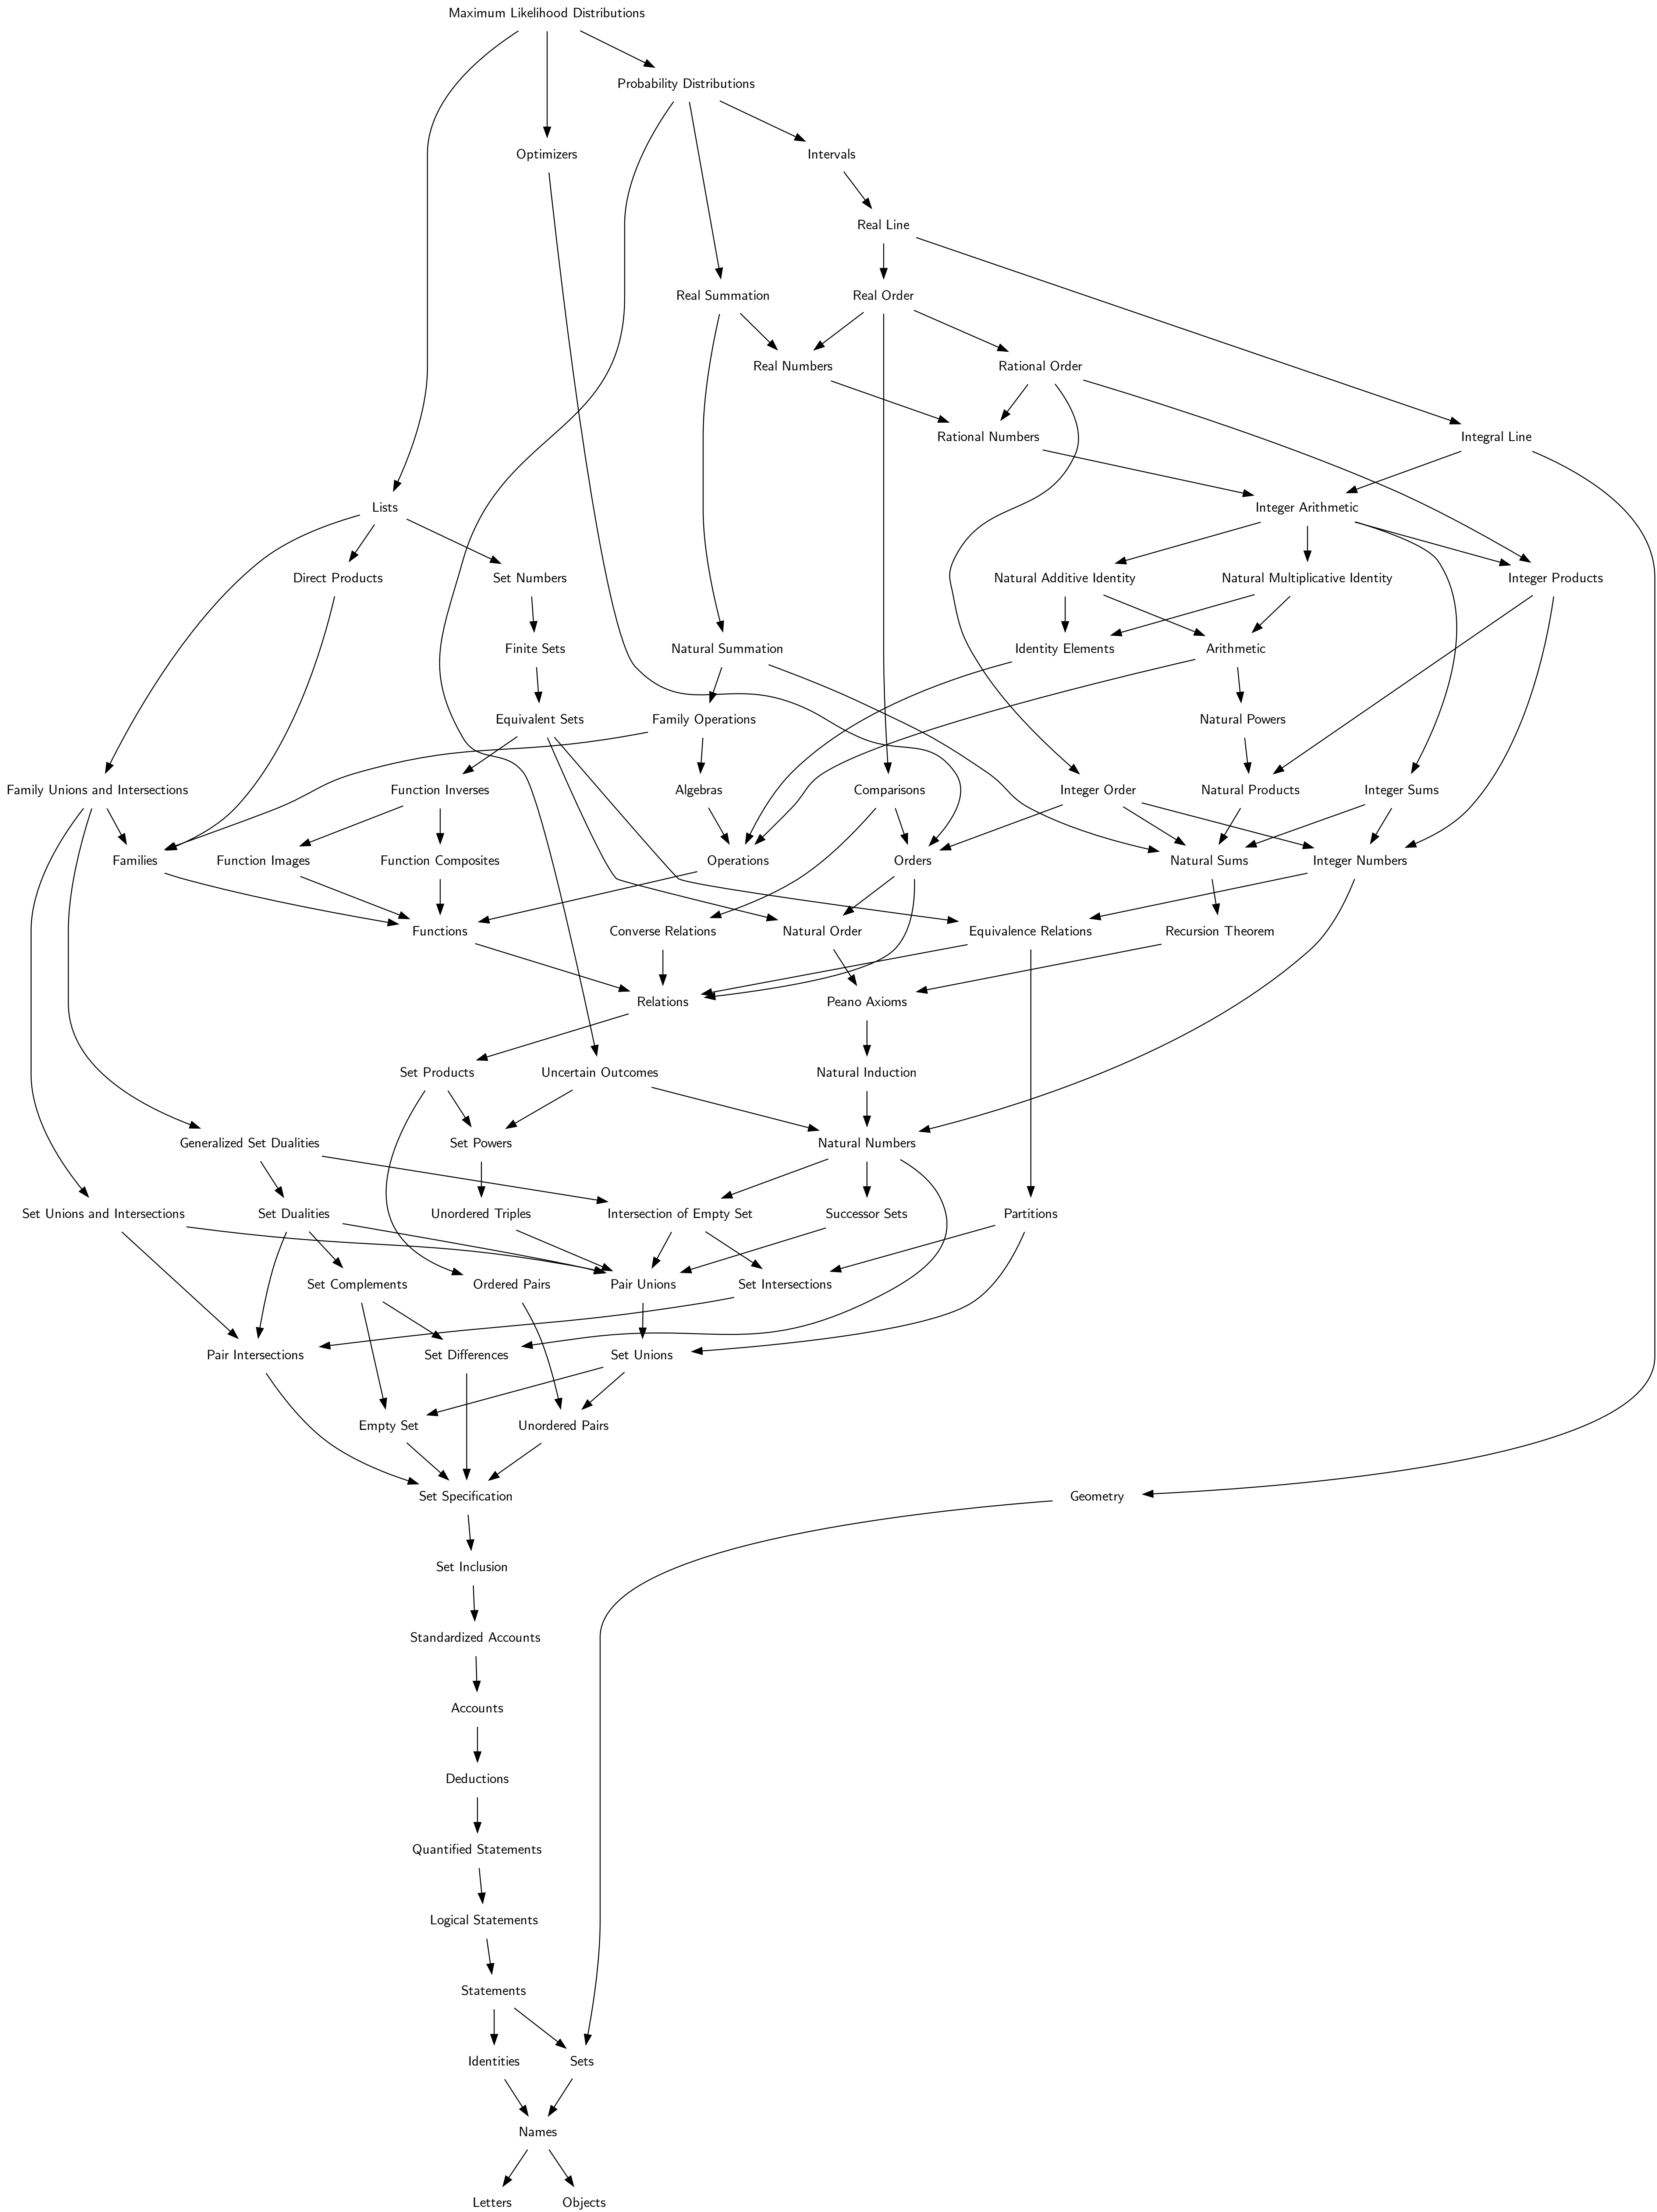 Maximum Likelihood Distributions
Probability Distributions
Optimizers
Intervals
Real Line
Real Summation
Real Order
Real Numbers
Rational Order
Rational Numbers
Integral Line
Lists
Integer Arithmetic
Direct Products
Set Numbers
Natural Additive Identity
Natural Multiplicative Identity
Integer Products
Finite Sets
Natural Summation
Identity Elements
Arithmetic
Equivalent Sets
Family Operations
Natural Powers
Family Unions and Intersections
Function Inverses
Algebras
Comparisons
Integer Order
Natural Products
Integer Sums
Families
Function Images
Function Composites
Operations
Orders
Natural Sums
Integer Numbers
Functions
Converse Relations
Natural Order
Equivalence Relations
Recursion Theorem
Relations
Peano Axioms
Set Products
Uncertain Outcomes
Natural Induction
Generalized Set Dualities
Set Powers
Natural Numbers
Set Unions and Intersections
Set Dualities
Unordered Triples
Intersection of Empty Set
Successor Sets
Partitions
Set Complements
Ordered Pairs
Pair Unions
Set Intersections
Pair Intersections
Set Differences
Set Unions
Empty Set
Unordered Pairs
Set Specification
Geometry
Set Inclusion
Standardized Accounts
Accounts
Deductions
Quantified Statements
Logical Statements
Statements
Identities
Sets
Names
Letters
Objects